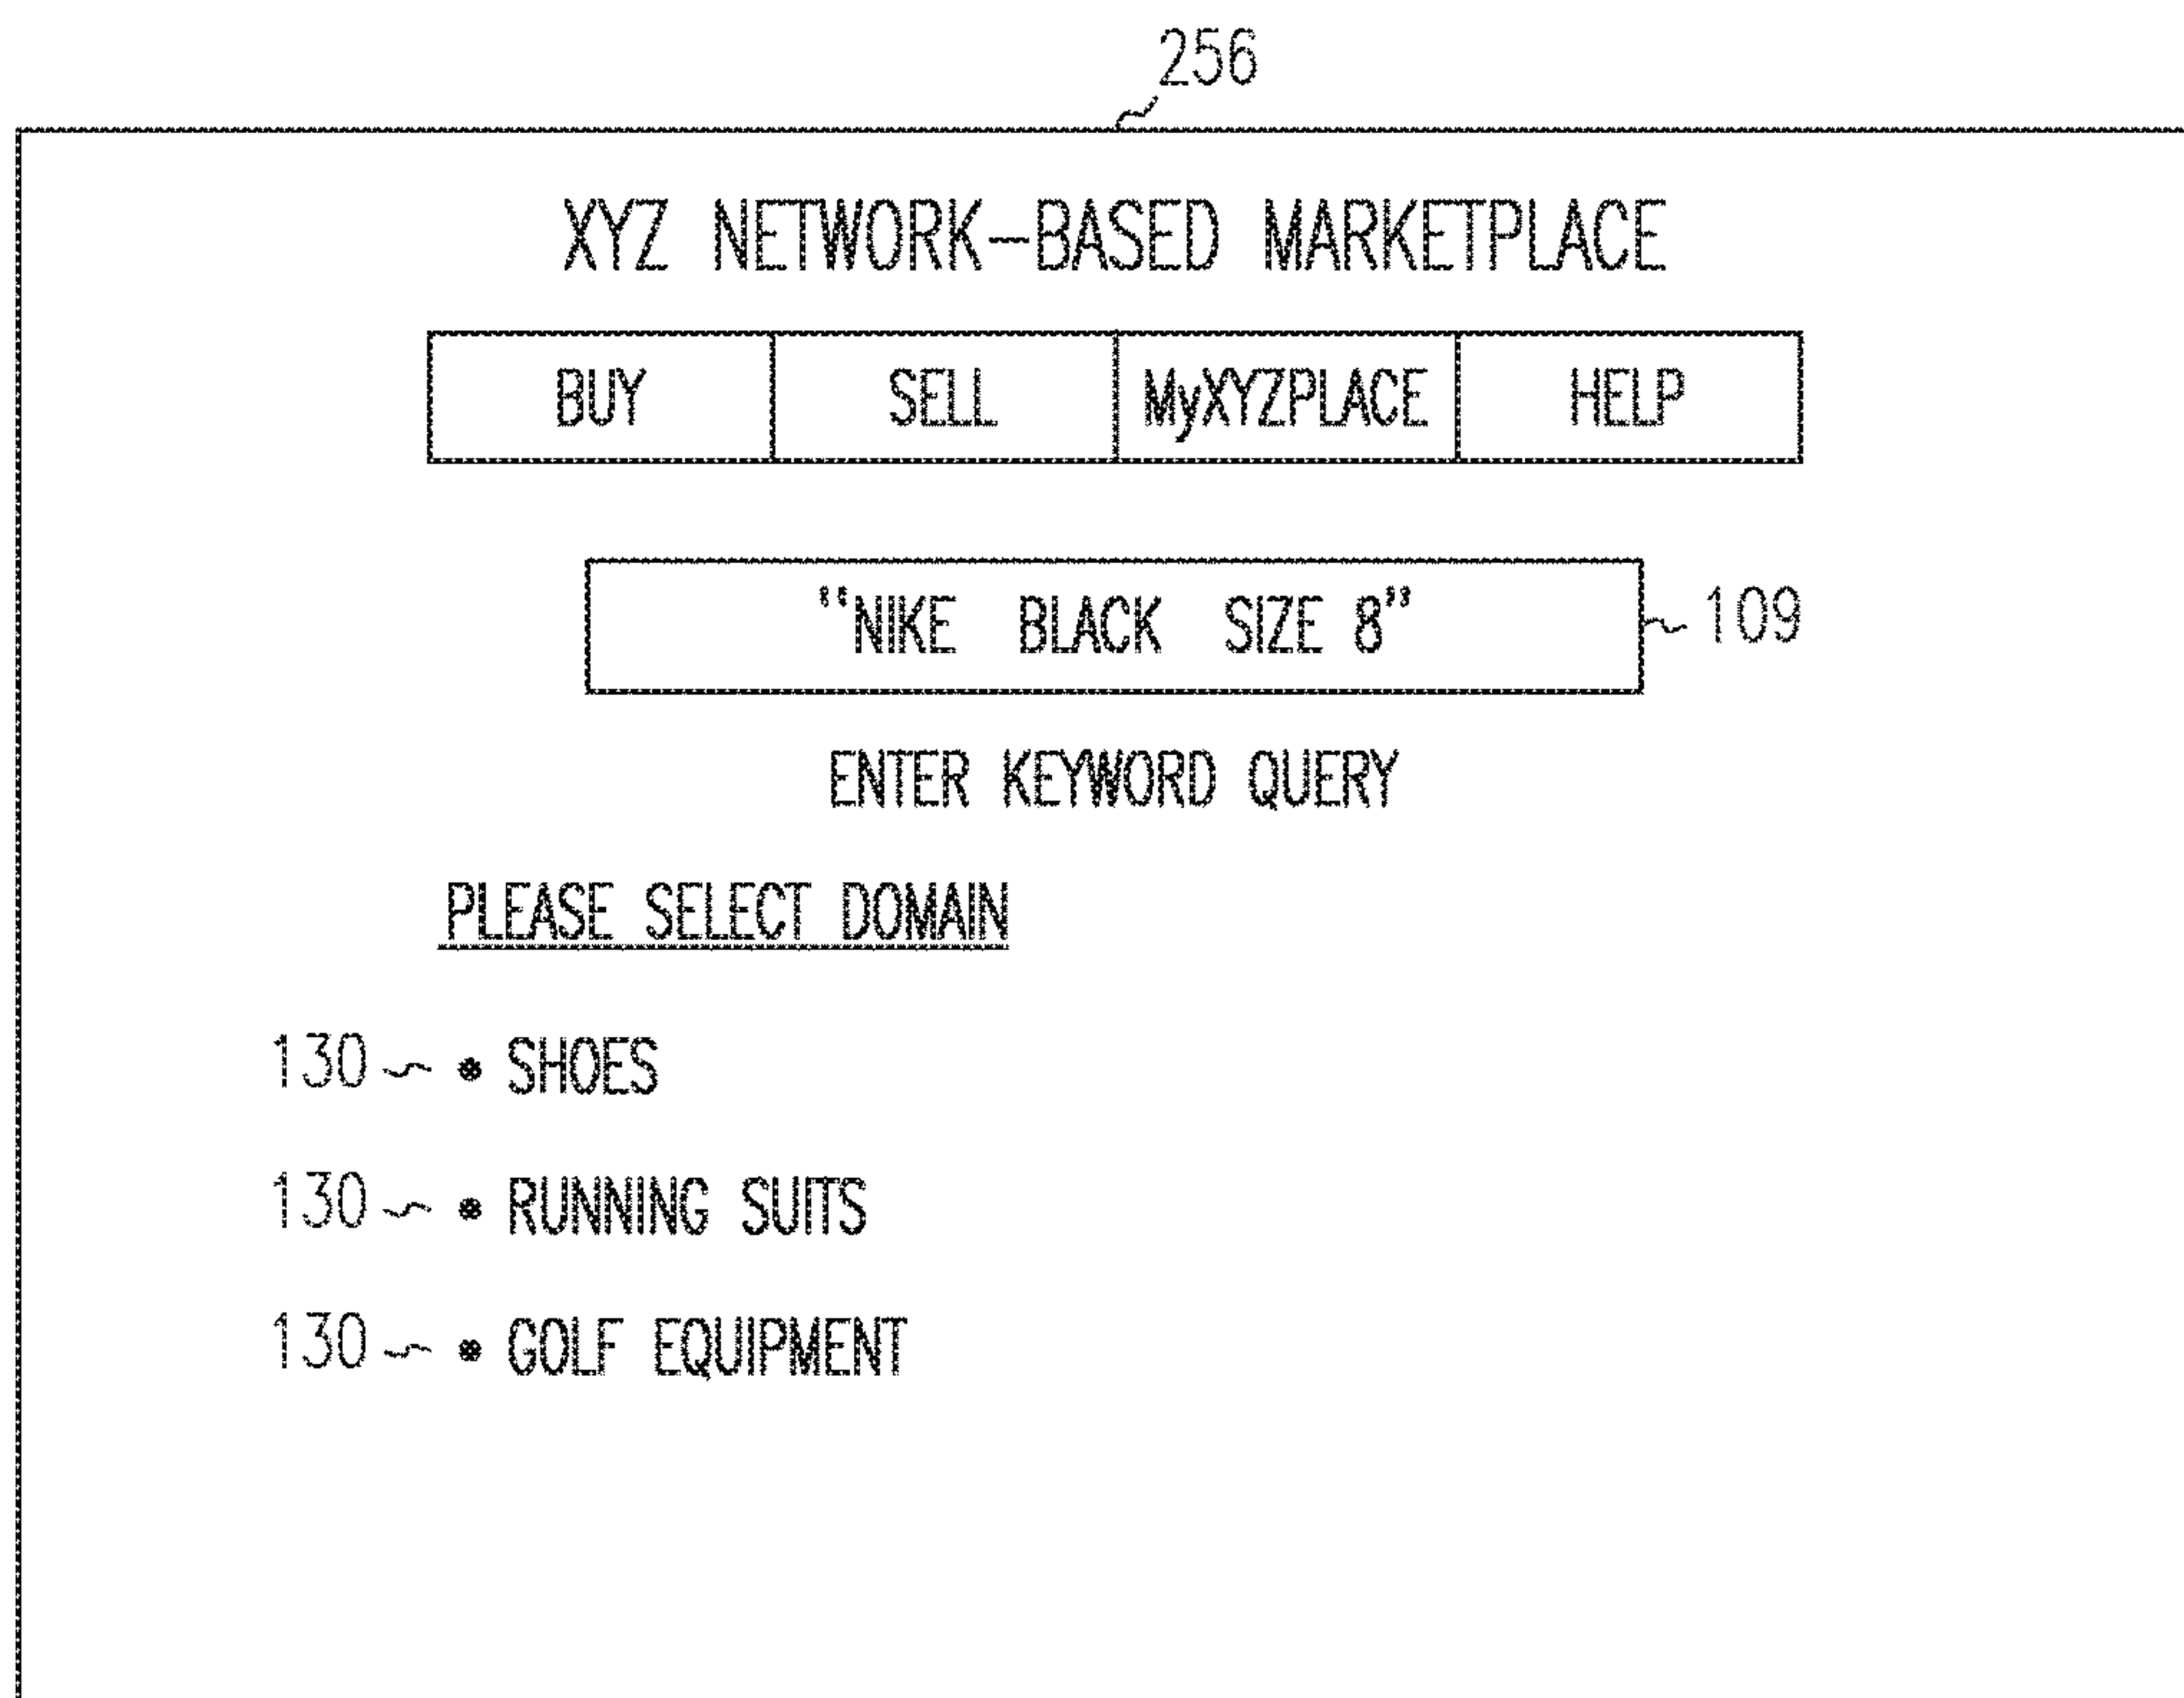 256
XYZ NETWORK-BASED MARKETPLACE
BUY SELL MyXYZPLACE HELP
"NIKE BLACK SIZE 8" 109
ENTER KEYWORD QUERY
PLEASE SELECT DOMAIN
130 • SHOES
130 • RUNNING SUITS
130 • GOLF EQUIPMENT